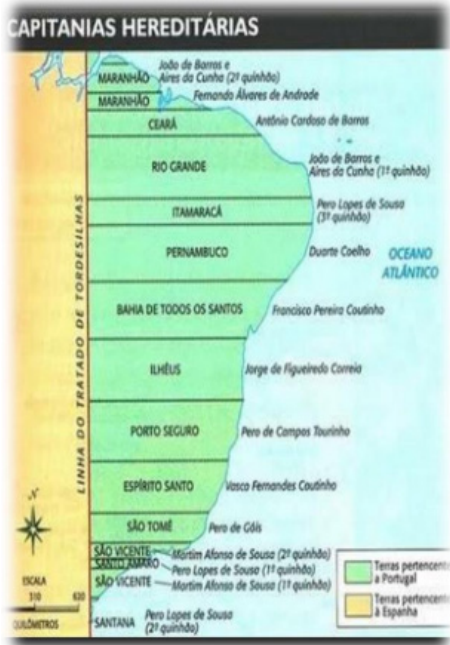 CAPITANIAS HEREDITÁRIAS
João de Barros e
Aires da Cunha (2º quinhão)
MARANHÃO
MARANHÃO
Fernando Álvares de Andrade
CEARÁ
Antônio Cardoso de Barros
RIO GRANDE
João de Barros e
Aires da Cunha (1º quinhão)
ITAMARACÁ
Pero Lopes de Sousa
(3º quinhão)
PERNAMBUCO
Duarte Coelho
OCEANO
ATLÂNTICO
LINHA DO TRATADO DE TORDESILHAS
BAHIA DE TODOS OS SANTOS
Francisco Pereira Coutinho
ILHÉUS
Jorge de Figueiredo Correia
PORTO SEGURO
Pero de Campos Tourinho
ESPÍRITO SANTO
Vasco Fernandes Coutinho
SÃO TOMÉ
Pero de Góis
N
SÃO VICENTE
Martim Afonso de Sousa (2º quinhão)
SANTO AMARO
Pero Lopes de Sousa (1º quinhão)
SÃO VICENTE
Martim Afonso de Sousa (1º quinhão)
SANTANA
Pero Lopes de Sousa
(2º quinhão)
ESCALA
310 620
QUILÔMETROS
Terras pertencent
a Portugal
Terras pertencent
à Espanha